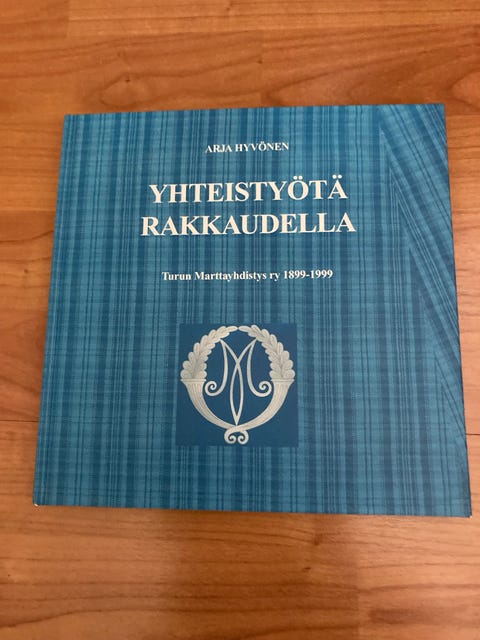 ARJA HYVÖNEN
YHTEISTYÖTÄ
RAKKAUDELLA
Turun Marttayhdistys ry 1899-1999